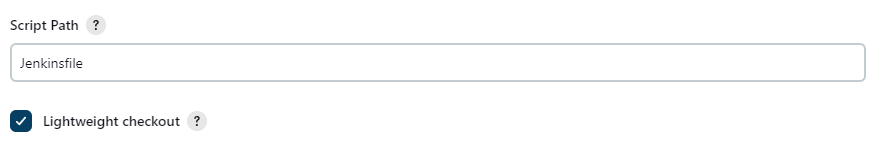 Script Path ?
Jenkinsfile
Lightweight checkout ?